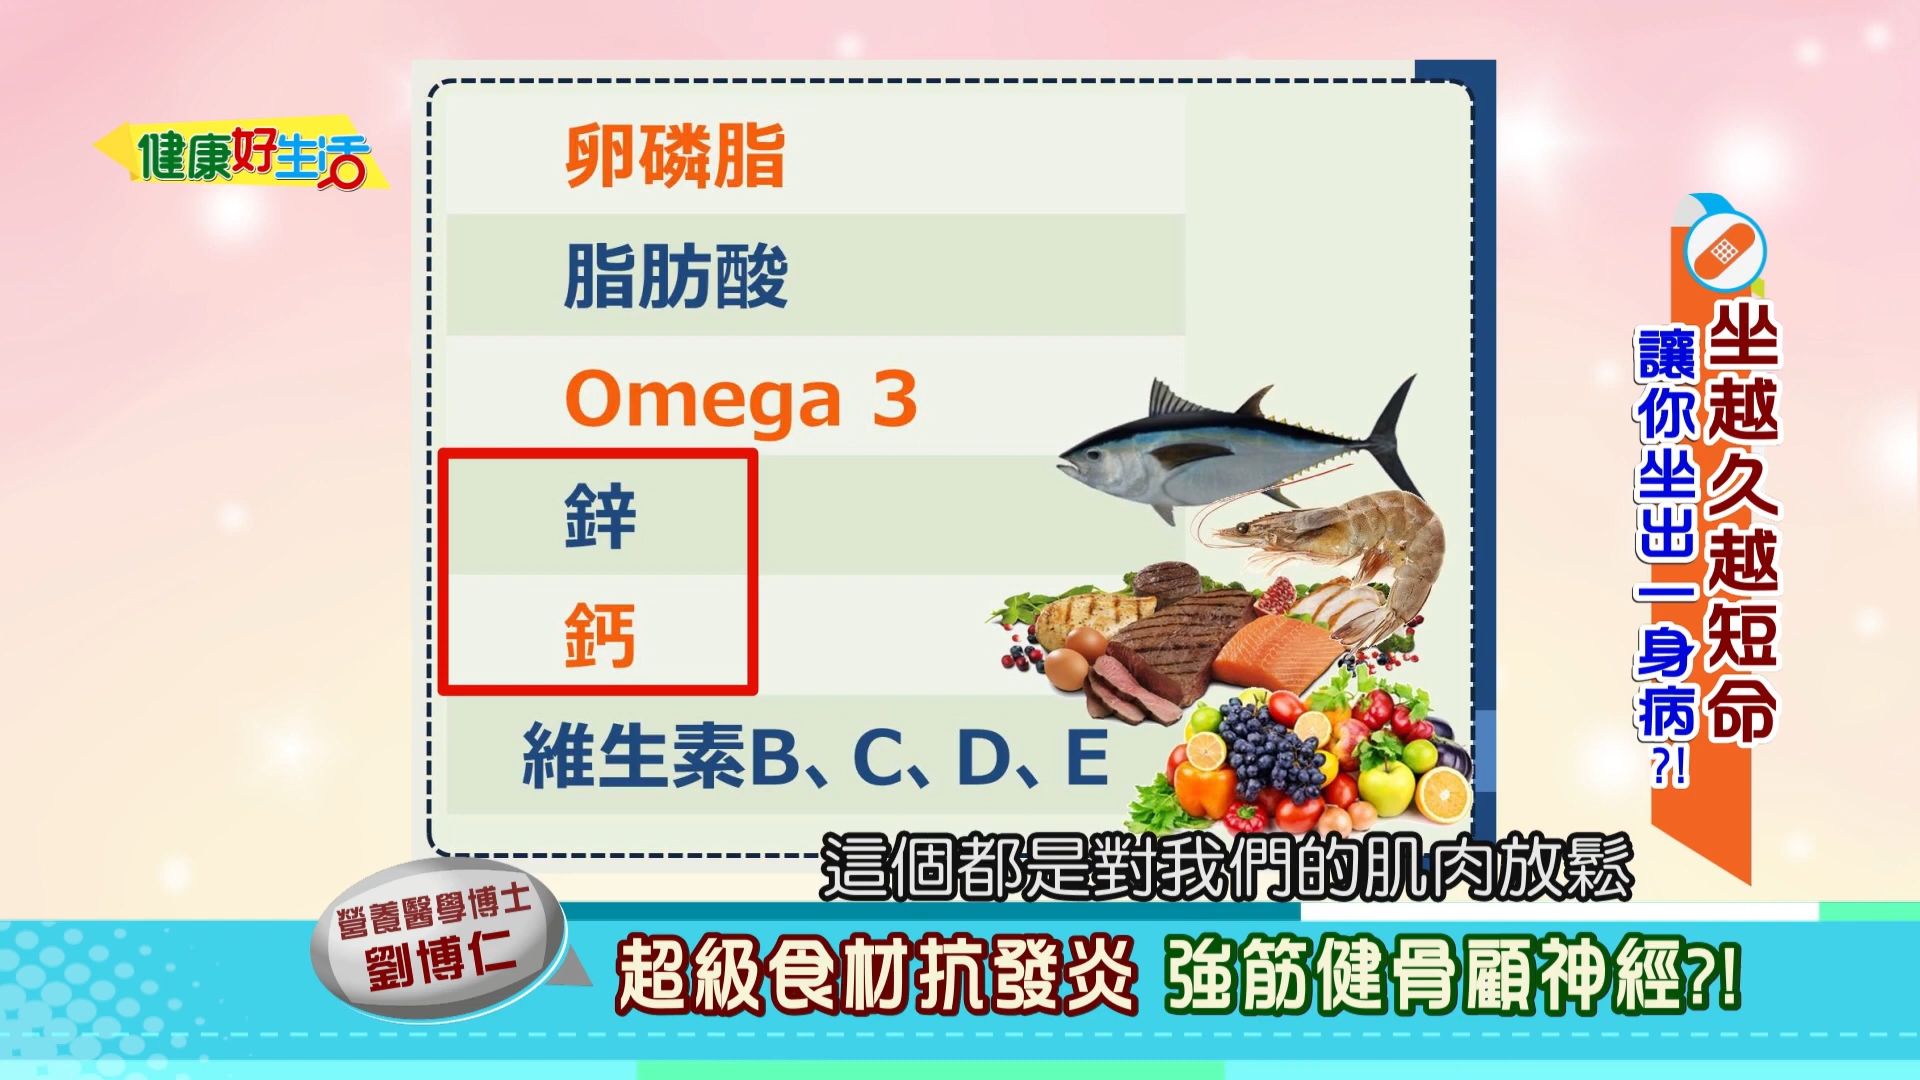 健康好生活
卵磷脂
脂肪酸
Omega 3
鋅
鈣
維生素B、C、D、E
坐越久越短命
讓你坐出一身病?!
這個都是對我們的肌肉放鬆
營養醫學博士
劉博仁
超級食材抗發炎 強筋健骨顧神經?!